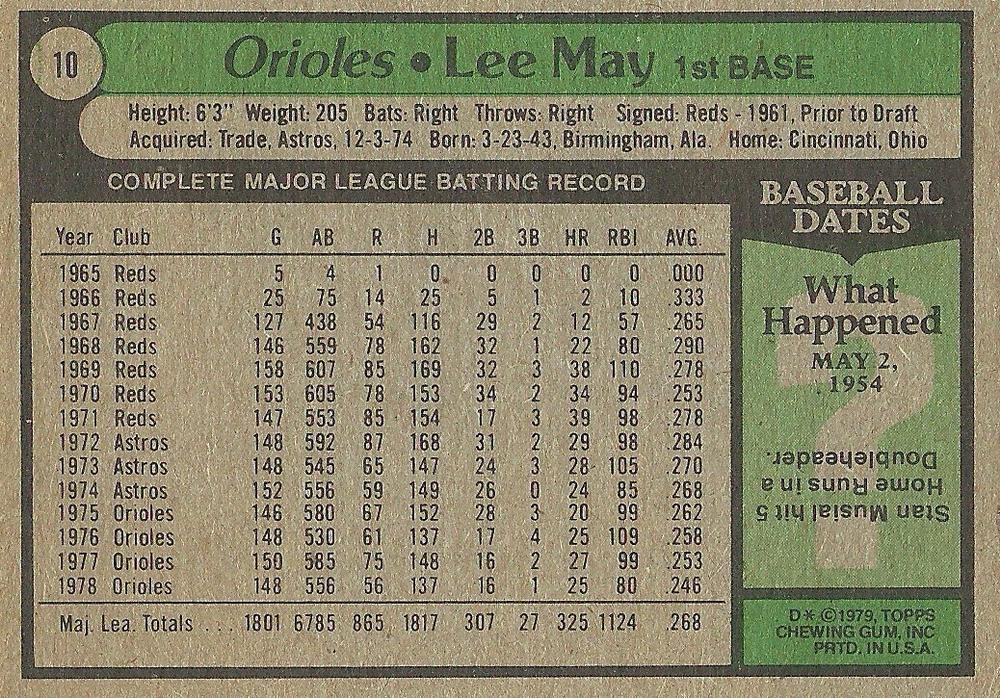 10
Orioles • Lee May 1st BASE
Height: 6'3" Weight: 205 Bats: Right Throws: Right Signed: Reds - 1961, Prior to Draft
Acquired: Trade, Astros, 12-3-74 Born: 3-23-43, Birmingham, Ala. Home: Cincinnati, Ohio
COMPLETE MAJOR LEAGUE BATTING RECORD
Year Club G AB R H 2B 3B HR RBI AVG.
1965 Reds 5 4 1 0 0 0 0 0 .000
1966 Reds 25 75 14 25 5 1 2 10 .333
1967 Reds 127 438 54 116 29 2 12 57 .265
1968 Reds 146 559 78 162 32 1 22 80 .290
1969 Reds 158 607 85 169 32 3 38 110 .278
1970 Reds 153 605 78 153 34 2 34 94 .253
1971 Reds 147 553 85 154 17 3 39 98 .278
1972 Astros 148 592 87 168 31 2 29 98 .284
1973 Astros 148 545 65 147 24 3 28 105 .270
1974 Astros 152 556 59 149 26 0 24 85 .268
1975 Orioles 146 580 67 152 28 3 20 99 .262
1976 Orioles 148 530 61 137 17 4 25 109 .258
1977 Orioles 150 585 75 148 16 2 27 99 .253
1978 Orioles 148 556 56 137 16 1 25 80 .246
Maj. Lea. Totals . . . 1801 6785 865 1817 307 27 325 1124 .268
BASEBALL
DATES
What
Happened
MAY 2,
1954
?
Stan Musial hit 5
Home Runs in a
Doubleheader.
D* ©1979, TOPPS
CHEWING GUM, INC
PRTD. IN U.S.A.